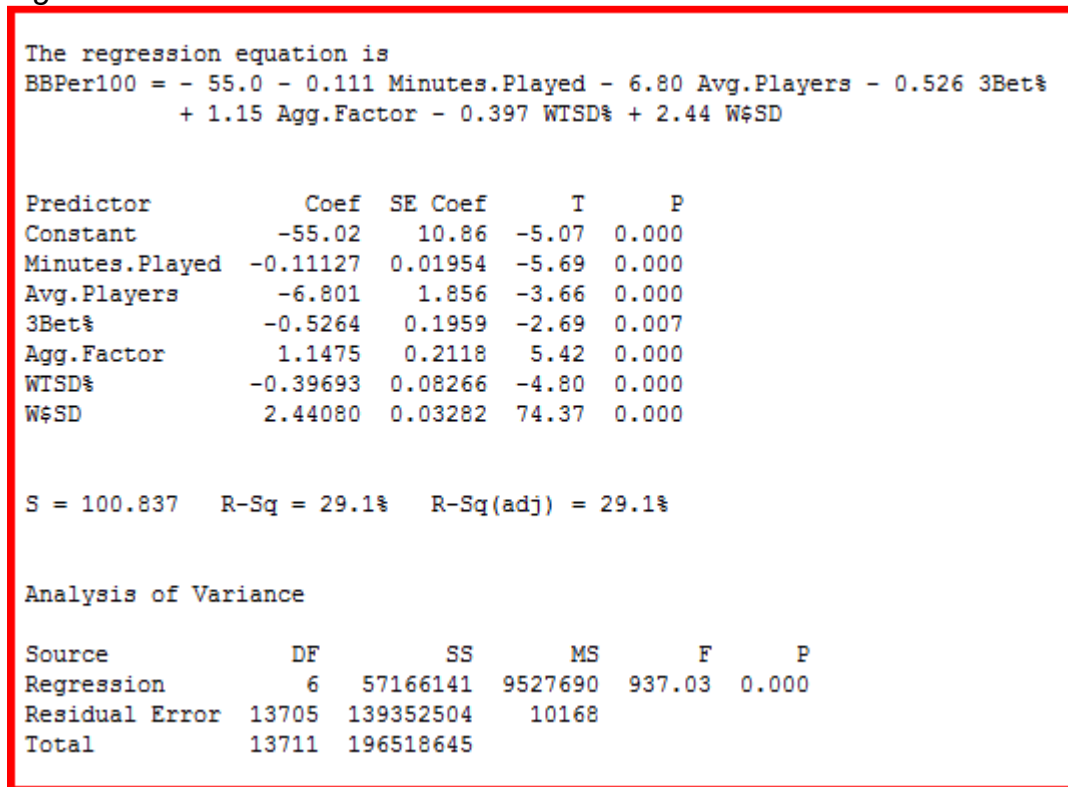 The regression equation is
BBPer100 = - 55.0 - 0.111 Minutes.Played - 6.80 Avg.Players - 0.526 3Bet%
+ 1.15 Agg.Factor - 0.397 WTSD% + 2.44 W$SD
Predictor Coef SE Coef T P
Constant -55.02 10.86 -5.07 0.000
Minutes.Played -0.11127 0.01954 -5.69 0.000
Avg.Players -6.801 1.856 -3.66 0.000
3Bet% -0.5264 0.1959 -2.69 0.007
Agg.Factor 1.1475 0.2118 5.42 0.000
WTSD% -0.39693 0.08266 -4.80 0.000
W$SD 2.44080 0.03282 74.37 0.000
S = 100.837 R-Sq = 29.1% R-Sq(adj) = 29.1%
Analysis of Variance
Source DF SS MS F P
Regression 6 57166141 9527690 937.03 0.000
Residual Error 13705 139352504 10168
Total 13711 196518645